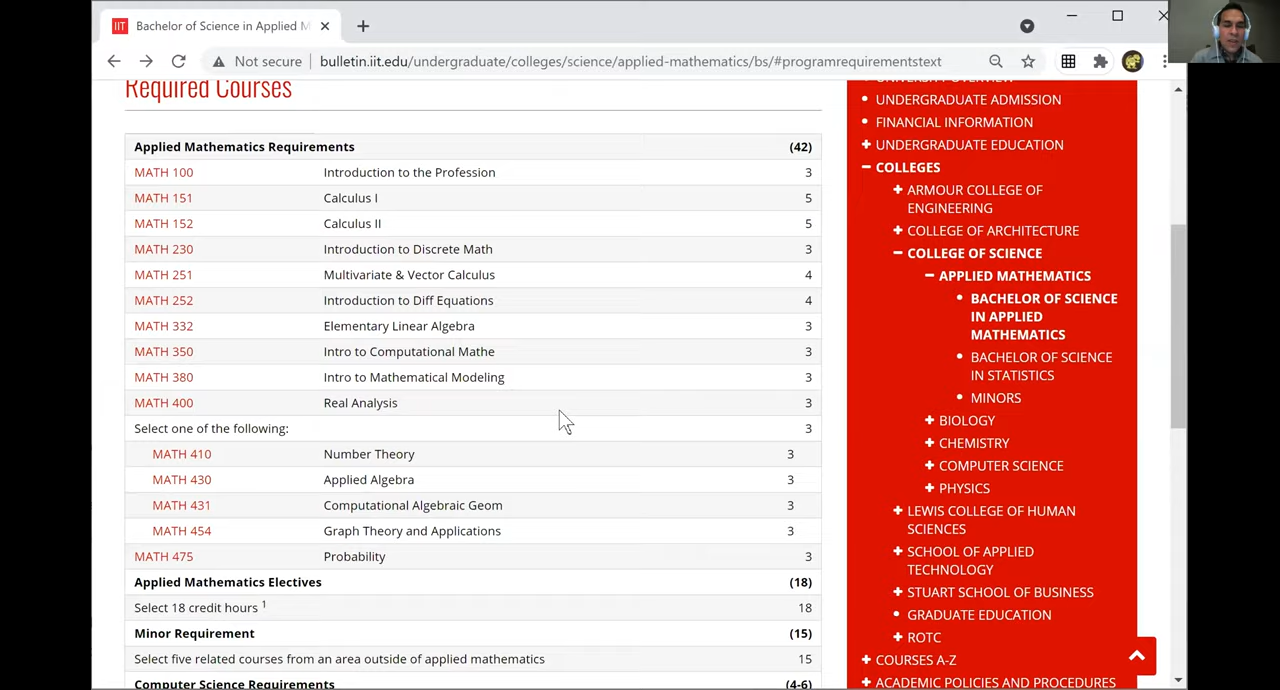 IIT Bachelor of Science in Applied M
Not secure bulletin.iit.edu/undergraduate/colleges/science/applied-mathematics/bs/#programrequirementstext
Required Courses
Applied Mathematics Requirements (42)
MATH 100 Introduction to the Profession 3
MATH 151 Calculus I 5
MATH 152 Calculus II 5
MATH 230 Introduction to Discrete Math 3
MATH 251 Multivariate & Vector Calculus 4
MATH 252 Introduction to Diff Equations 4
MATH 332 Elementary Linear Algebra 3
MATH 350 Intro to Computational Mathe 3
MATH 380 Intro to Mathematical Modeling 3
MATH 400 Real Analysis 3
Select one of the following: 3
MATH 410 Number Theory 3
MATH 430 Applied Algebra 3
MATH 431 Computational Algebraic Geom 3
MATH 454 Graph Theory and Applications 3
MATH 475 Probability 3
Applied Mathematics Electives (18)
Select 18 credit hours 1 18
Minor Requirement (15)
Select five related courses from an area outside of applied mathematics 15
Computer Science Requirements (4-6)
UNIVERSITY OVERVIEW
UNDERGRADUATE ADMISSION
FINANCIAL INFORMATION
UNDERGRADUATE EDUCATION
COLLEGES
ARMOUR COLLEGE OF
ENGINEERING
COLLEGE OF ARCHITECTURE
COLLEGE OF SCIENCE
APPLIED MATHEMATICS
BACHELOR OF SCIENCE
IN APPLIED
MATHEMATICS
BACHELOR OF SCIENCE
IN STATISTICS
MINORS
BIOLOGY
CHEMISTRY
COMPUTER SCIENCE
PHYSICS
LEWIS COLLEGE OF HUMAN
SCIENCES
SCHOOL OF APPLIED
TECHNOLOGY
STUART SCHOOL OF BUSINESS
GRADUATE EDUCATION
ROTC
COURSES A-Z
ACADEMIC POLICIES AND PROCEDURES